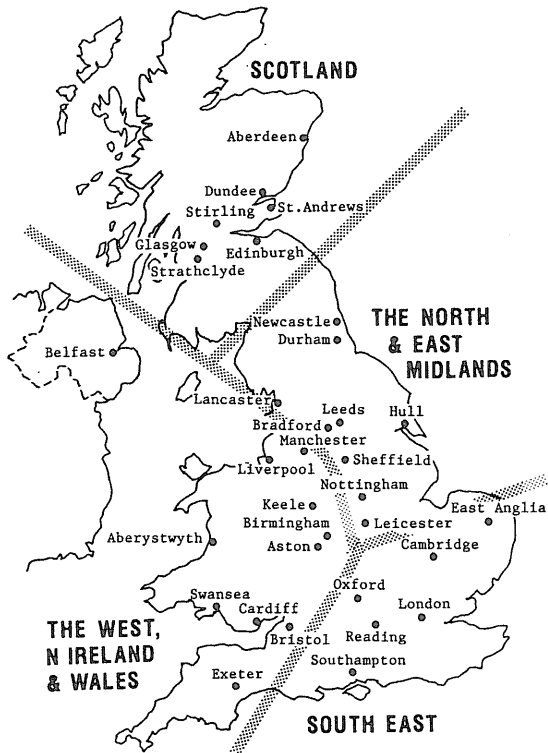 SCOTLAND
Aberdeen
Dundee
St.Andrews
Stirling
Glasgow
Edinburgh
Strathclyde
Newcastle
THE NORTH
& EAST
MIDLANDS
Durham
Belfast
Lancaster
Leeds
Hull
Bradford
Manchester
Liverpool
Sheffield
Nottingham
Keele
East Anglia
Birmingham
Leicester
Aberystwyth
Aston
Cambridge
Oxford
Swansea
Cardiff
London
THE WEST,
N IRELAND
& WALES
Bristol
Reading
Southampton
Exeter
SOUTH EAST